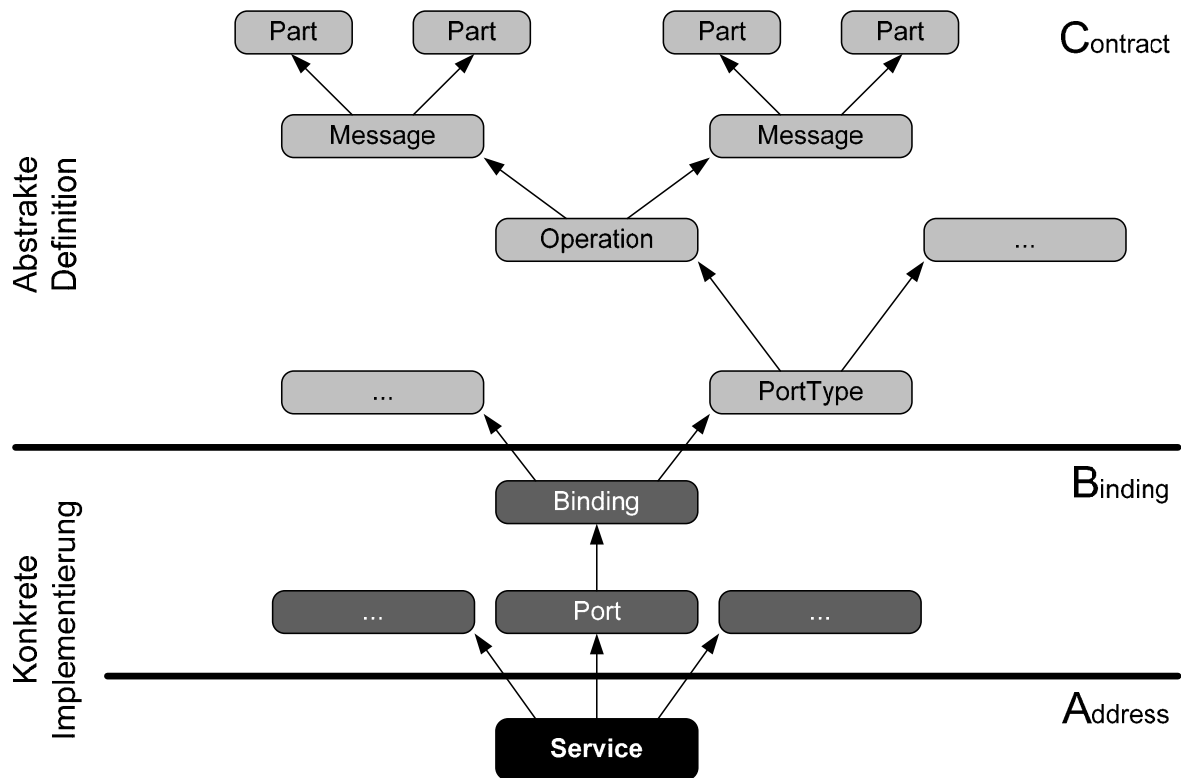 Part
Part
Part
Part
Contract
Message
Message
Abstrakte
Definition
Operation
...
...
PortType
Binding
Binding
Konkrete
Implementierung
...
Port
...
Address
Service